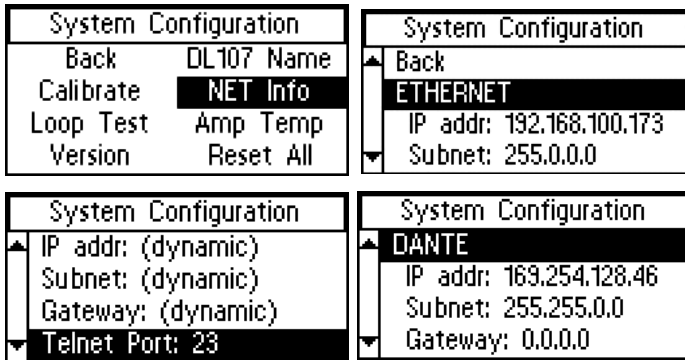 System Configuration
Back DL107 Name
Calibrate NET Info
Loop Test Amp Temp
Version Reset All
System Configuration
Back
ETHERNET
IP addr: 192.168.100.173
Subnet: 255.0.0.0
System Configuration
IP addr: (dynamic)
Subnet: (dynamic)
Gateway: (dynamic)
Telnet Port: 23
System Configuration
DANTE
IP addr: 169.254.128.46
Subnet: 255.255.0.0
Gateway: 0.0.0.0